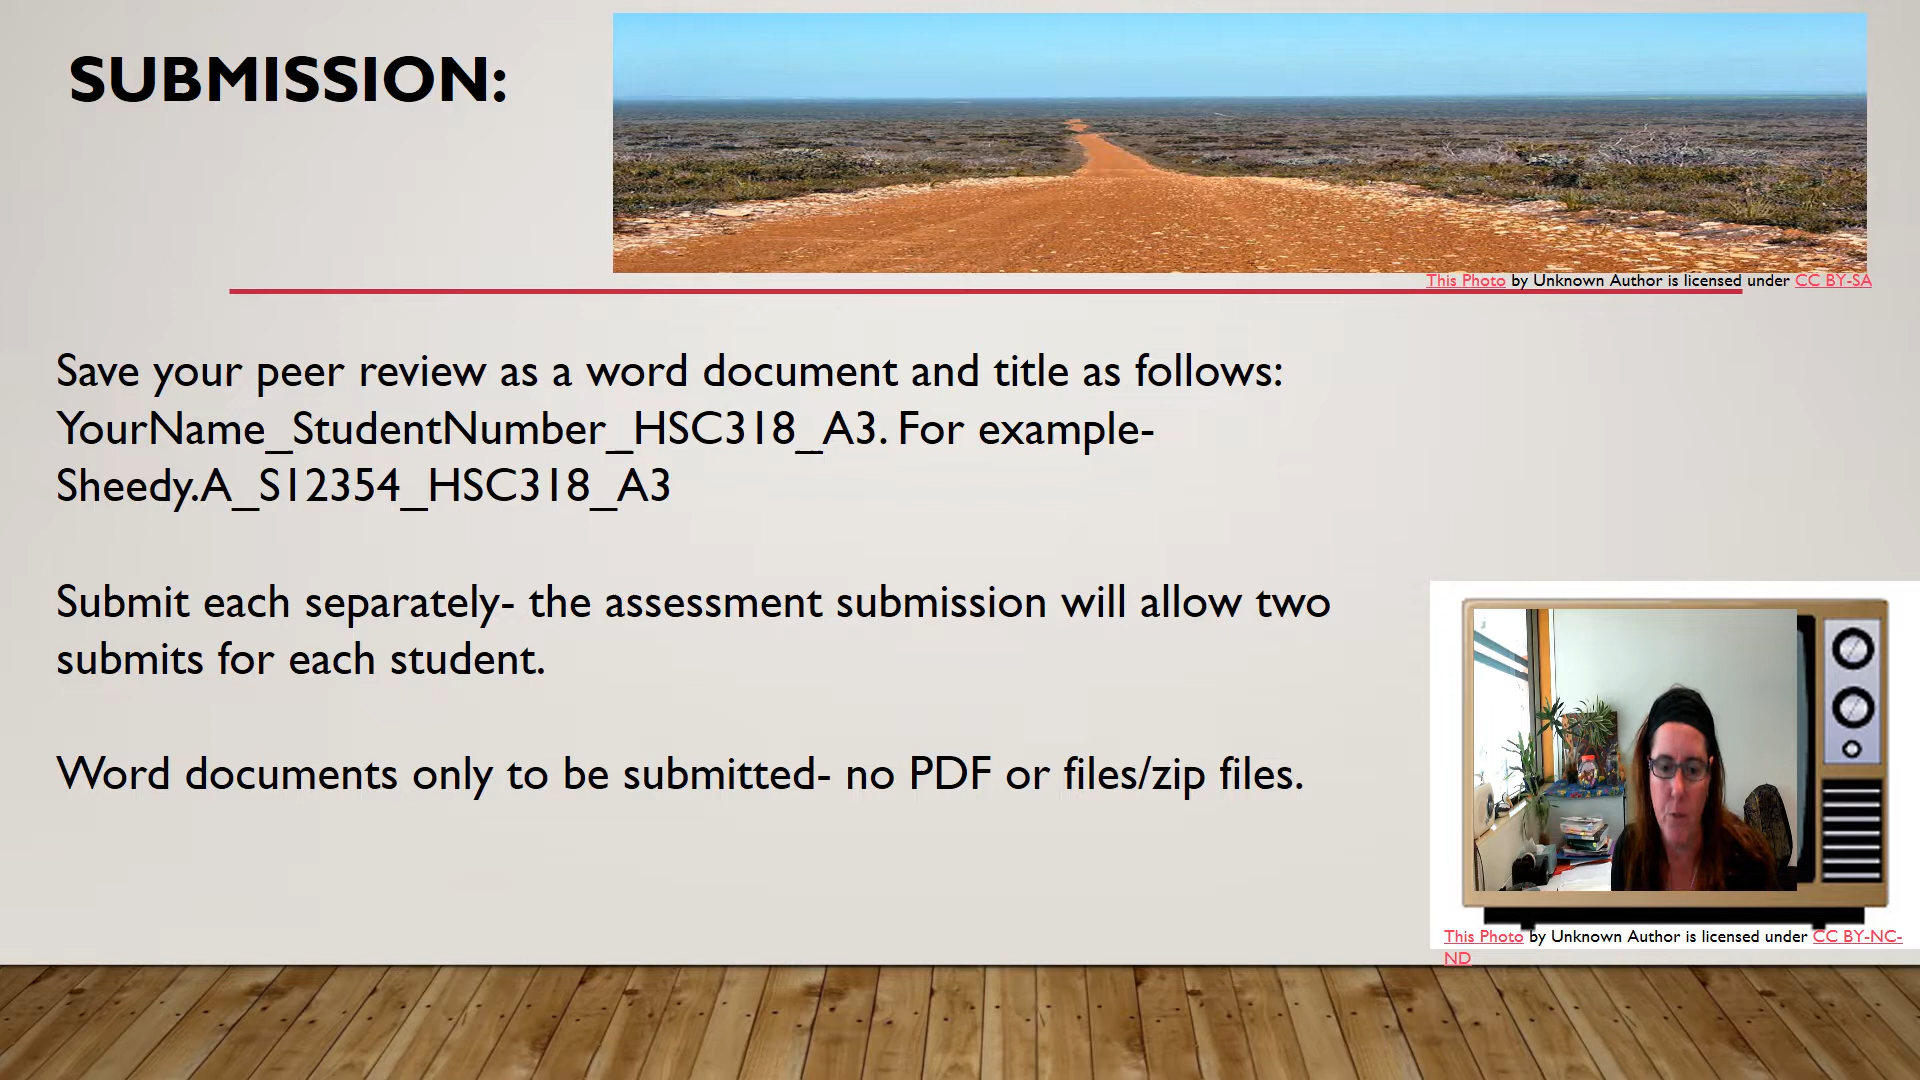 SUBMISSION:
This Photo by Unknown Author is licensed under CC BY-SA
Save your peer review as a word document and title as follows:
YourName_StudentNumber_HSC318_A3. For example-
Sheedy.A_S12354_HSC318_A3
Submit each separately- the assessment submission will allow two
submits for each student.
Word documents only to be submitted- no PDF or files/zip files.
This Photo by Unknown Author is licensed under CC BY-NC-
ND